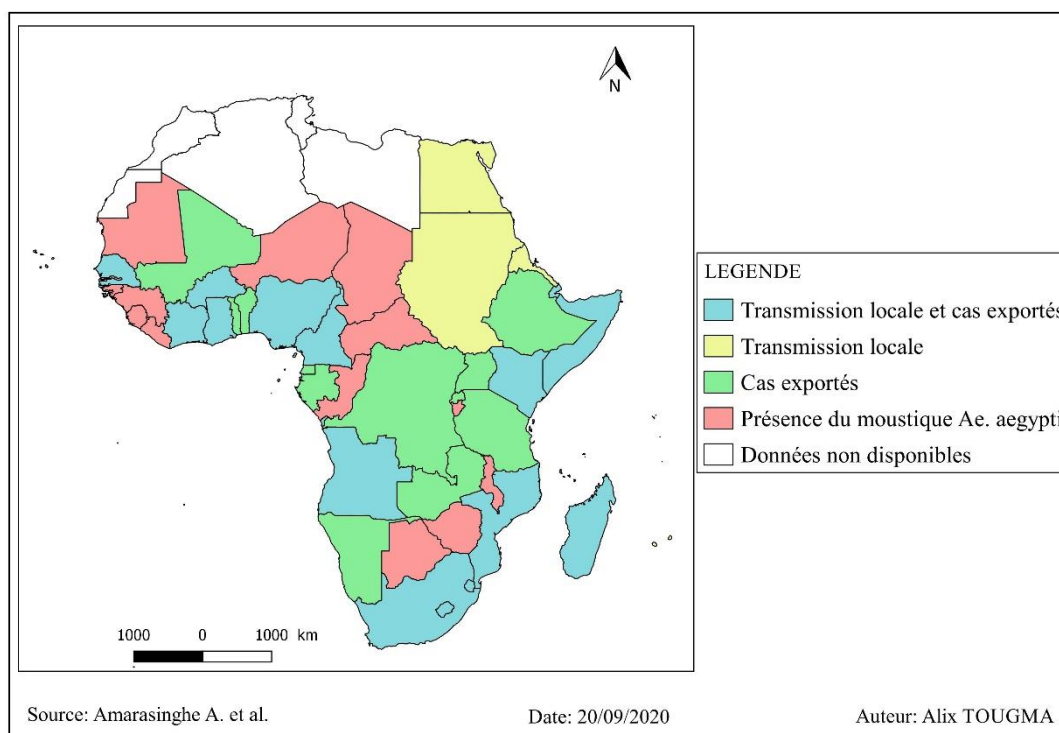 N
LEGENDE
Transmission locale et cas exportés
Transmission locale
Cas exportés
Présence du moustique Ae. aegypti
Données non disponibles
1000 0 1000 km
Source: Amarasinghe A. et al. Date: 20/09/2020 Auteur: Alix TOUGMA